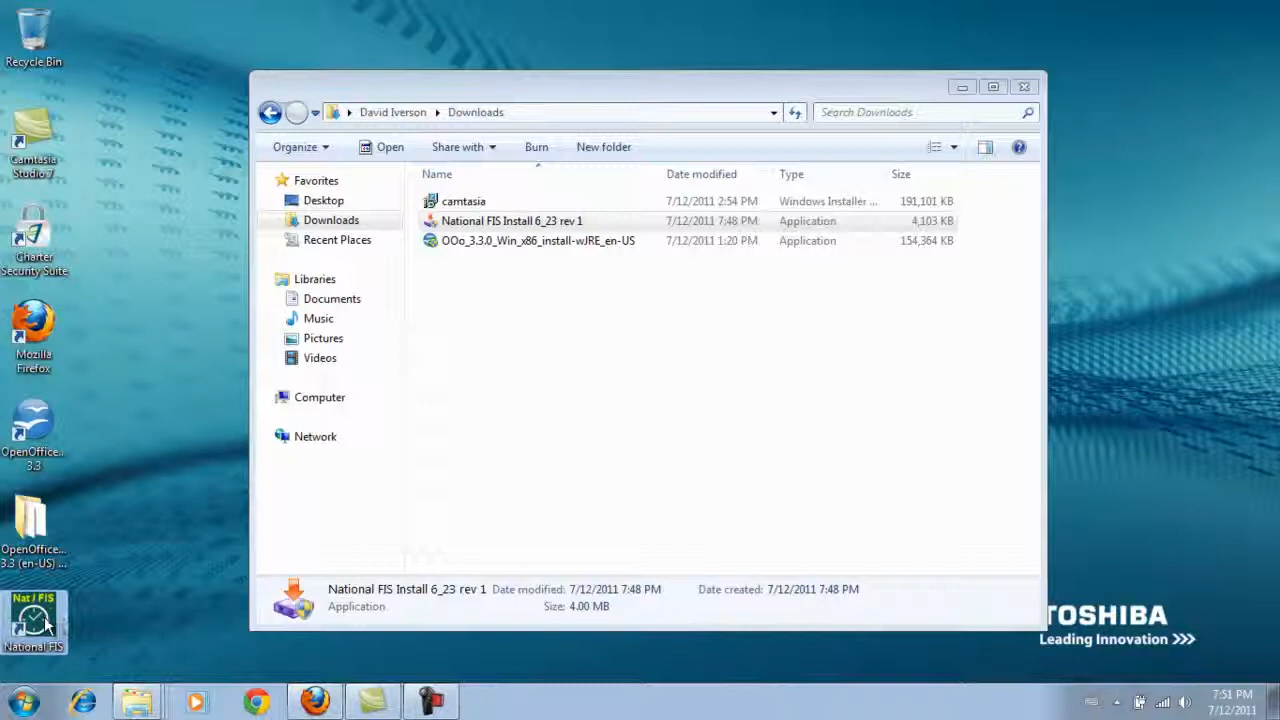 Recycle Bin
Camtasia
Studio 7
Charter
Security Suite
Mozilla
Firefox
OpenOffice...
3.3
OpenOffice...
3.3 (en-US) ...
Nat / FIS
National FIS
David Iverson
Downloads
Search Downloads
Organize
Open
Share with
Burn
New folder
Favorites
Desktop
Downloads
Recent Places
Libraries
Documents
Music
Pictures
Videos
Computer
Network
Name Date modified Type Size
camtasia 7/12/2011 2:54 PM Windows Installer ... 191,101 KB
National FIS Install 6_23 rev 1 7/12/2011 7:48 PM Application 4,103 KB
OOo_3.3.0_Win_x86_install-wJRE_en-US 7/12/2011 1:20 PM Application 154,364 KB
National FIS Install 6_23 rev 1 Date modified: 7/12/2011 7:48 PM Date created: 7/12/2011 7:48 PM
Application Size: 4.00 MB
TOSHIBA
Leading Innovation >>>
7:51 PM
7/12/2011